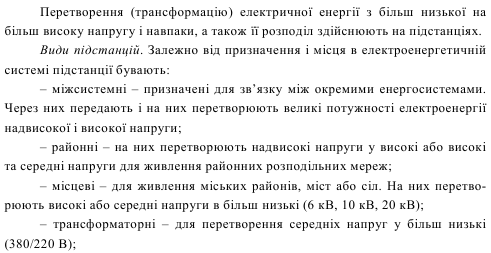 Перетворення (трансформацію) електричної енергії з більш низької на
більш високу напругу і навпаки, а також її розподіл здійснюють на підстанціях.
Види підстанцій. Залежно від призначення і місця в електроенергетичній
системі підстанції бувають:
– міжсистемні – призначені для зв’язку між окремими енергосистемами.
Через них передають і на них перетворюють великі потужності електроенергії
надвисокої і високої напруги;
– районні – на них перетворюють надвисокі напруги у високі або високі
та середні напруги для живлення районних розподільних мереж;
– місцеві – для живлення міських районів, міст або сіл. На них перетво-
рюють високі або середні напруги в більш низькі (6 кВ, 10 кВ, 20 кВ);
– трансформаторні – для перетворення середніх напруг у більш низькі
(380/220 В);